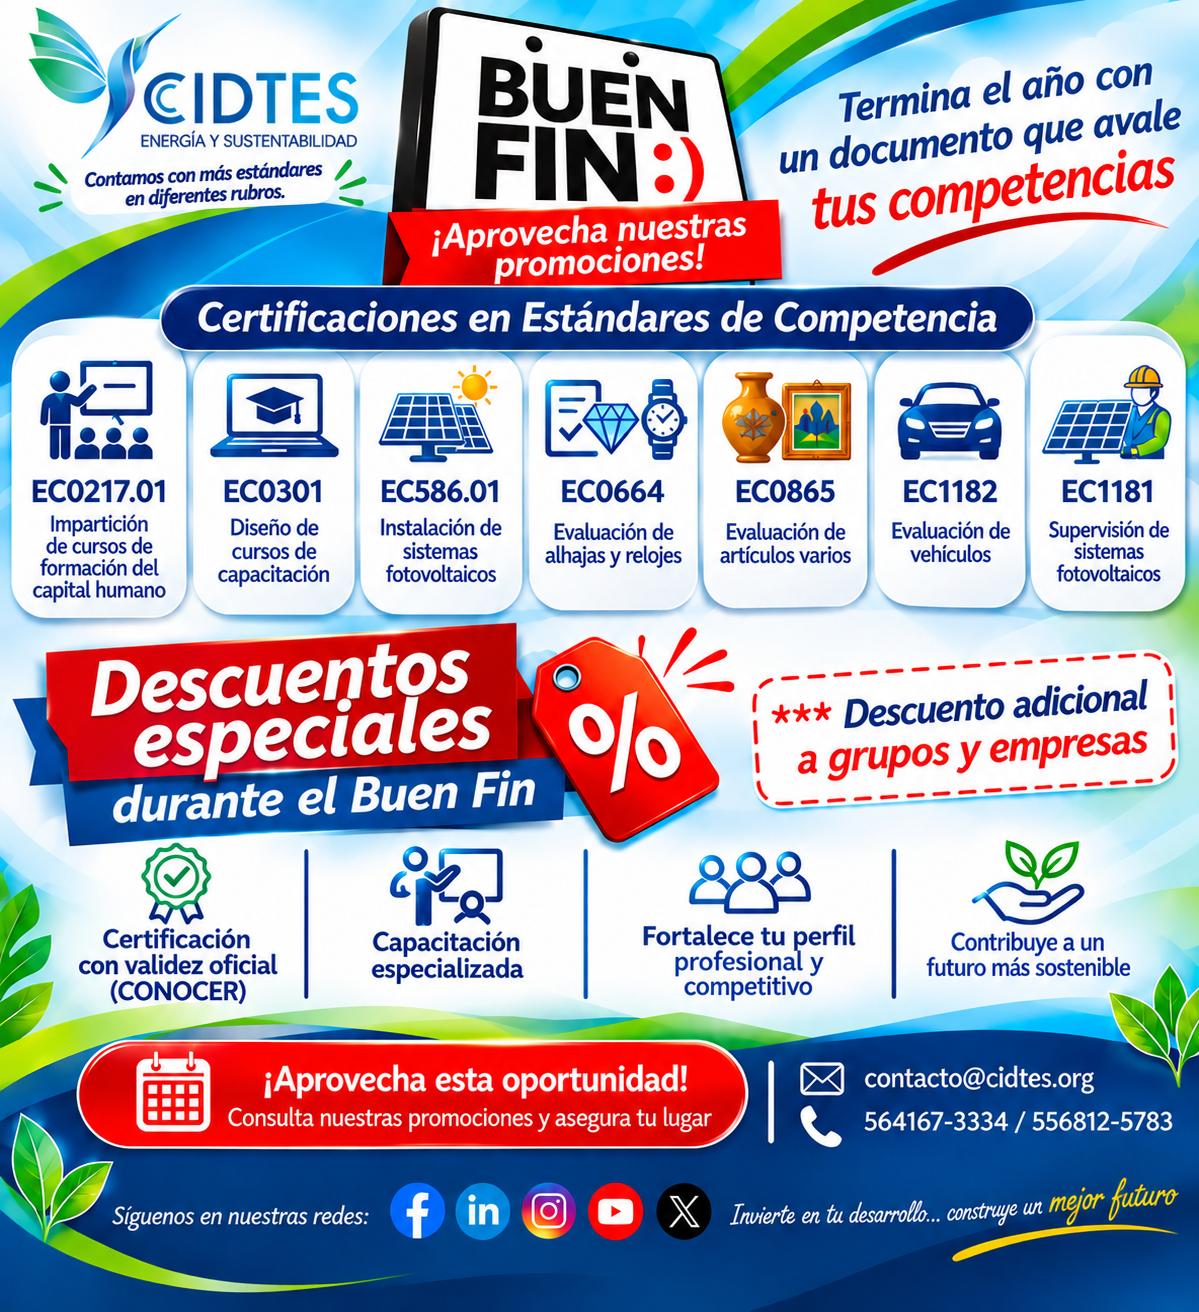 CIDTES
ENERGÍA Y SUSTENTABILIDAD
Contamos con más estándares
en diferentes rubros.
BUEN
FIN :)
¡Aprovecha nuestras
promociones!
Termina el año con
un documento que avale
tus competencias
Certificaciones en Estándares de Competencia
EC0217.01
Impartición
de cursos de
formación del
capital humano
EC0301
Diseño de
cursos de
capacitación
EC586.01
Instalación de
sistemas
fotovoltaicos
EC0664
Evaluación de
alhajas y relojes
EC0865
Evaluación de
artículos varios
EC1182
Evaluación de
vehículos
EC1181
Supervisión de
sistemas
fotovoltaicos
Descuentos
especiales
durante el Buen Fin
%
*** Descuento adicional
a grupos y empresas
Certificación
con validez oficial
(CONOCER)
Capacitación
especializada
Fortalece tu perfil
profesional y
competitivo
Contribuye a un
futuro más sostenible
¡Aprovecha esta oportunidad!
Consulta nuestras promociones y asegura tu lugar
contacto@cidtes.org
564167-3334 / 556812-5783
Síguenos en nuestras redes:
Invierte en tu desarrollo... construye un mejor futuro